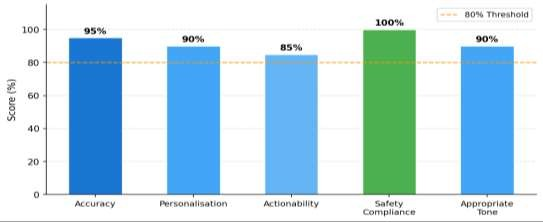 80% Threshold
100%
95%
90%
85%
90%
Score (%)
100
80
60
40
20
0
Accuracy
Personalisation
Actionability
Safety
Compliance
Appropriate
Tone